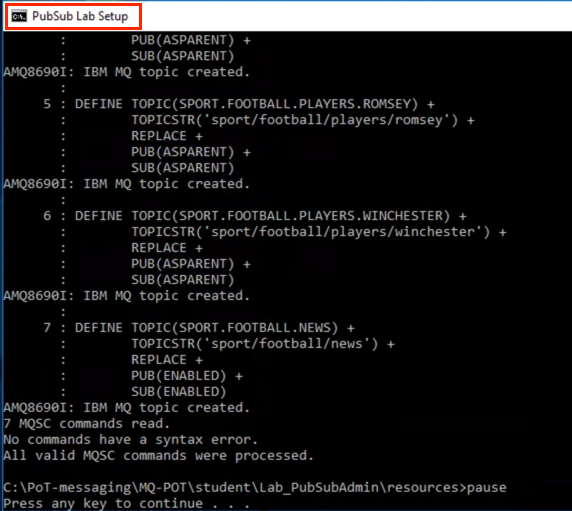 PubSub Lab Setup
: PUB(ASPARENT) +
: SUB(ASPARENT)
AMQ8690I: IBM MQ topic created.
:
5 : DEFINE TOPIC(SPORT.FOOTBALL.PLAYERS.ROMSEY) +
: TOPICSTR('sport/football/players/romsey') +
: REPLACE +
: PUB(ASPARENT) +
: SUB(ASPARENT)
AMQ8690I: IBM MQ topic created.
:
6 : DEFINE TOPIC(SPORT.FOOTBALL.PLAYERS.WINCHESTER) +
: TOPICSTR('sport/football/players/winchester') +
: REPLACE +
: PUB(ASPARENT) +
: SUB(ASPARENT)
AMQ8690I: IBM MQ topic created.
:
7 : DEFINE TOPIC(SPORT.FOOTBALL.NEWS) +
: TOPICSTR('sport/football/news') +
: REPLACE +
: PUB(ENABLED) +
: SUB(ENABLED)
AMQ8690I: IBM MQ topic created.
7 MQSC commands read.
No commands have a syntax error.
All valid MQSC commands were processed.
C:\PoT-messaging\MQ-POT\student\Lab_PubSubAdmin\resources>pause
Press any key to continue . . .